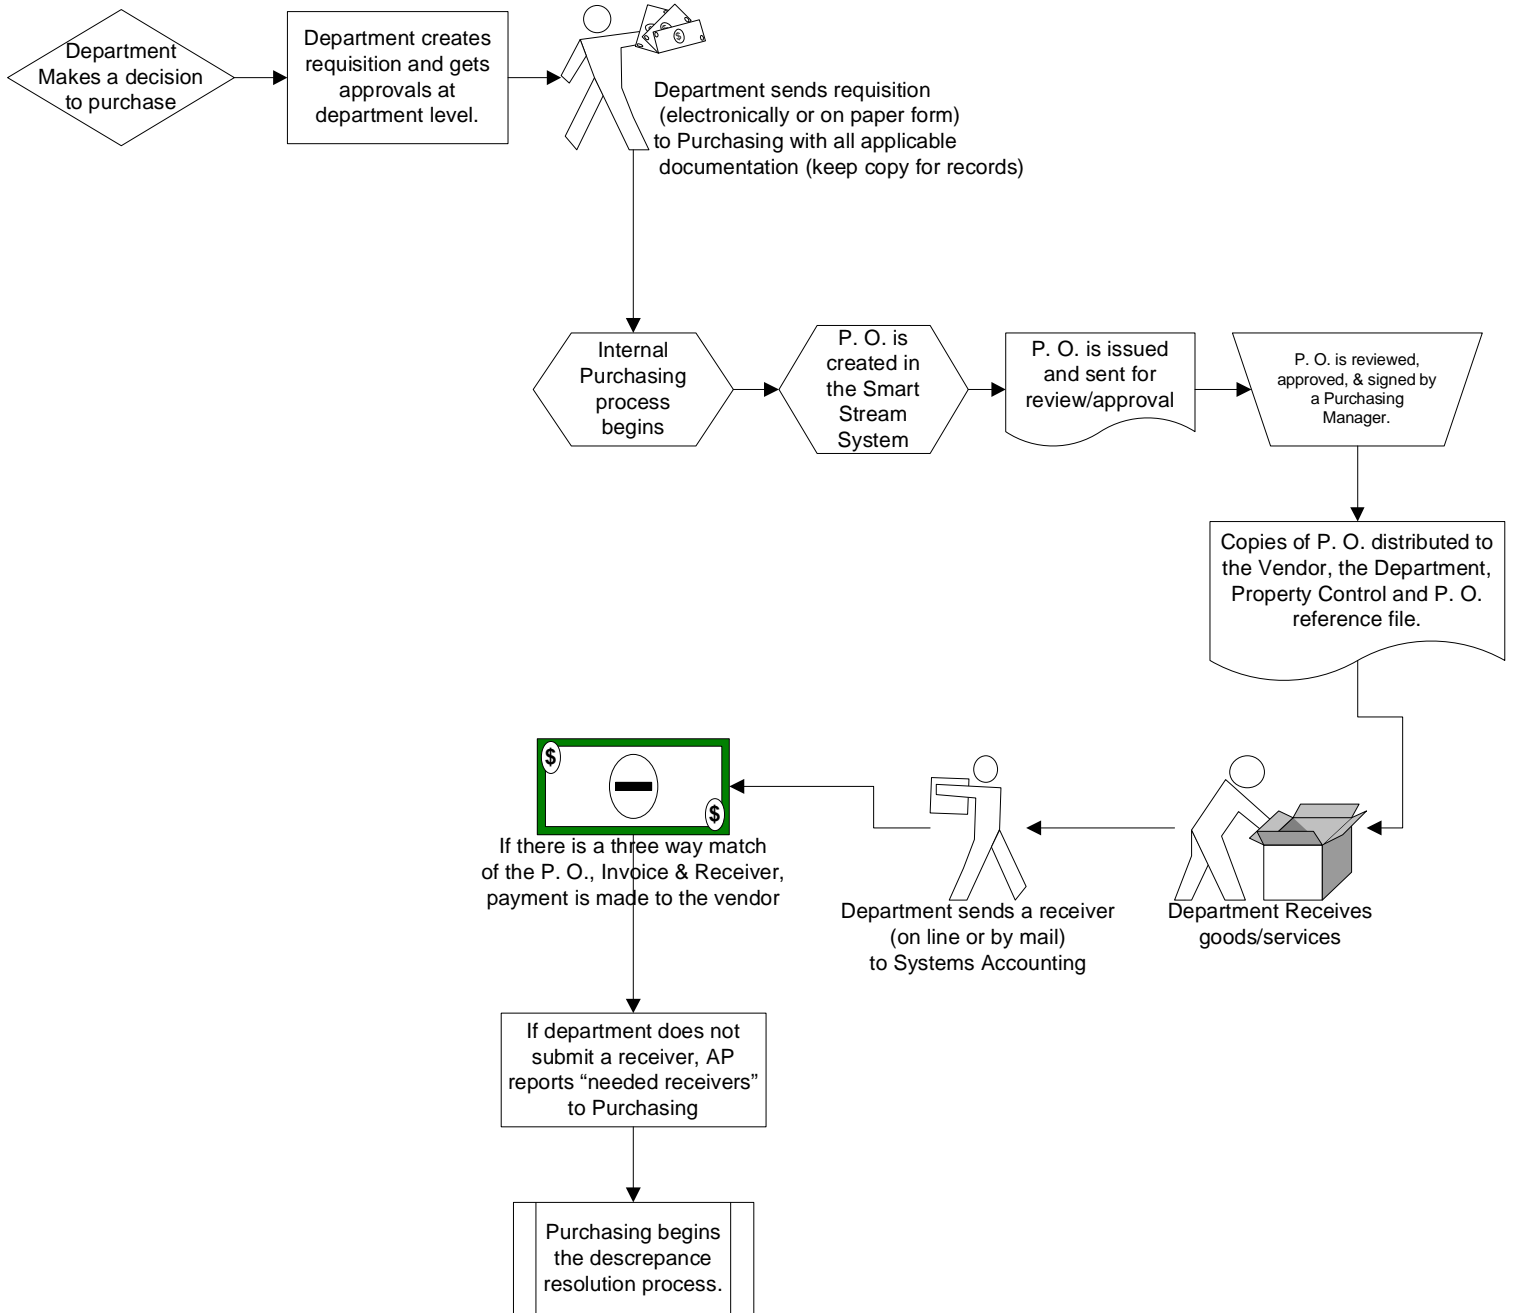 Department
Makes a decision
to purchase
Department creates
requisition and gets
approvals at
department level.
Department sends requisition
(electronically or on paper form)
to Purchasing with all applicable
documentation (keep copy for records)
Internal
Purchasing
process
begins
P. O. is
created in
the Smart
Stream
System
P. O. is issued
and sent for
review/approval
P. O. is reviewed,
approved, & signed by
a Purchasing
Manager.
Copies of P. O. distributed to
the Vendor, the Department,
Property Control and P. O.
reference file.
Department Receives
goods/services
Department sends a receiver
(on line or by mail)
to Systems Accounting
$
$
If there is a three way match
of the P. O., Invoice & Receiver,
payment is made to the vendor
If department does not
submit a receiver, AP
reports “needed receivers”
to Purchasing
Purchasing begins
the descrepance
resolution process.